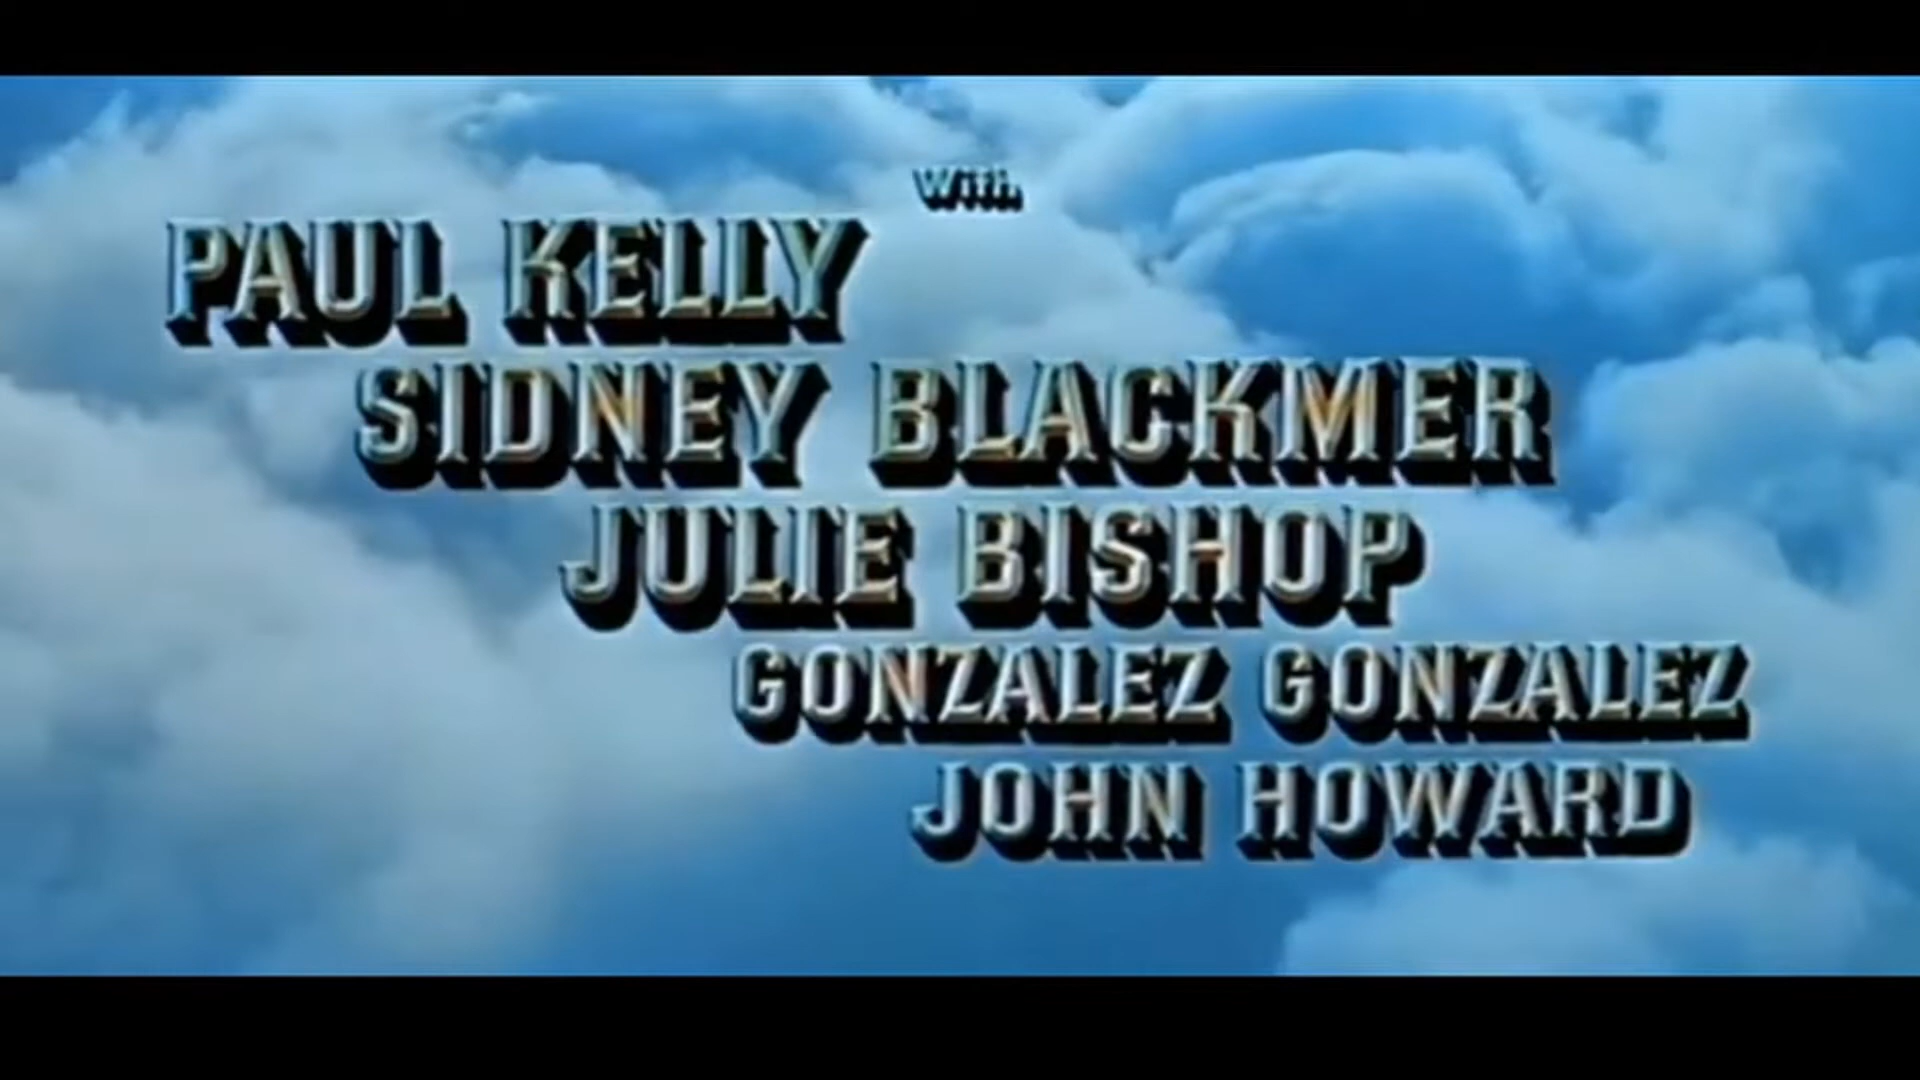 With
PAUL KELLY
SIDNEY BLACKMER
JULIE BISHOP
GONZALEZ GONZALEZ
JOHN HOWARD